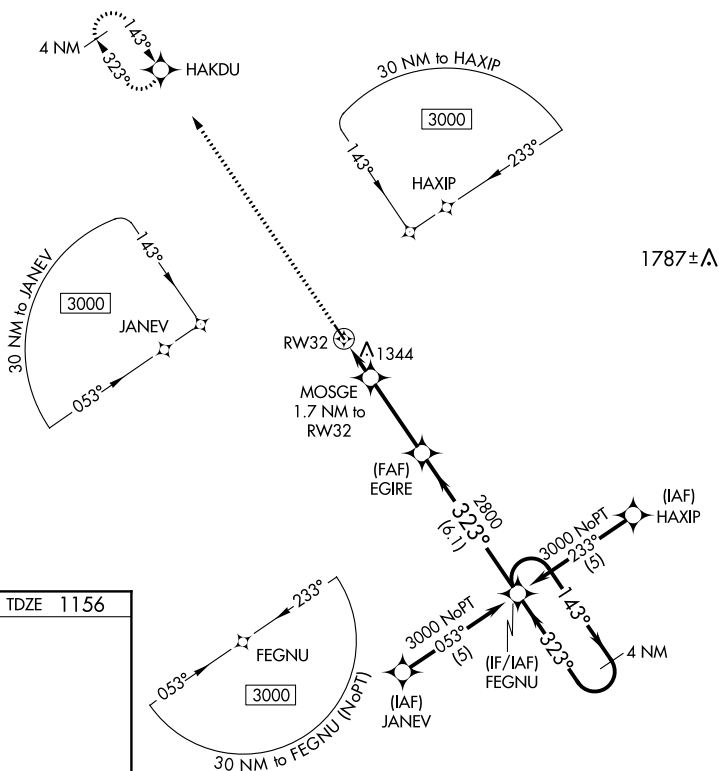 4 NM
143°
323°
HAKDU
30 NM to HAXIP
3000
143°
233°
HAXIP
1787±
30 NM to JANEV
143°
3000
JANEV
053°
RW32
1344
MOSGE
1.7 NM to
RW32
(FAF)
EGIRE
2800
323°
(6.1)
(IAF)
HAXIP
3000 NoPT
233°
(5)
143°
323°
4 NM
3000 NoPT
053°
(5)
(IF/IAF)
FEGNU
(IAF)
JANEV
TDZE 1156
233°
FEGNU
053°
3000
30 NM to FEGNU (NoPT)